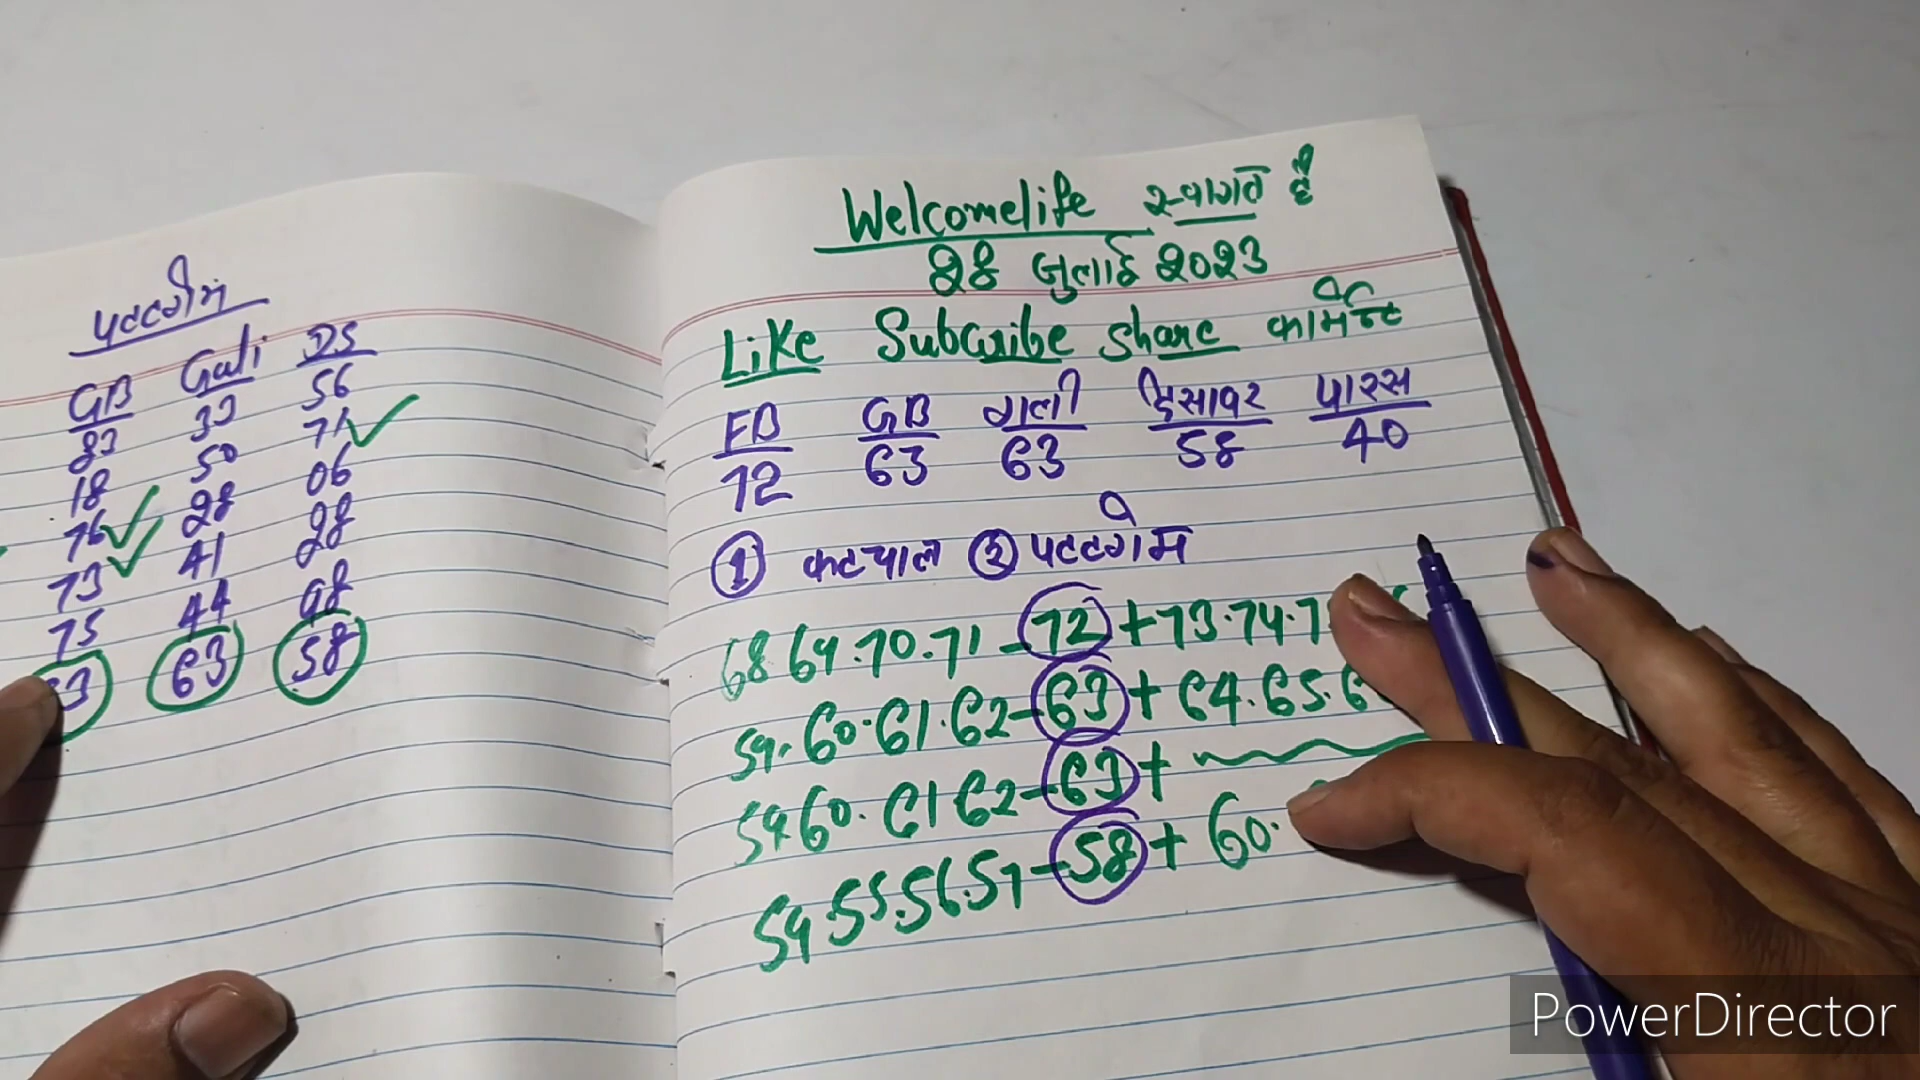 पटटगेम
GB Gali DS
83 33 56
18 50 71
76 28 06
73 41 28
75 44 98
63 58
Welcomelife स्वागत है
28 जुलाई 2023
Like Subcribe share कामेन्ट
FB GB गली दिसावर पारस
72 63 63 58 40
① कटचाल ② पटटगेम
68 69.70.71-72+73.74.7
59.60.61.62-63+64.65.6
59 60.61 62-63+
54.55.56.57-58+60.
PowerDirector